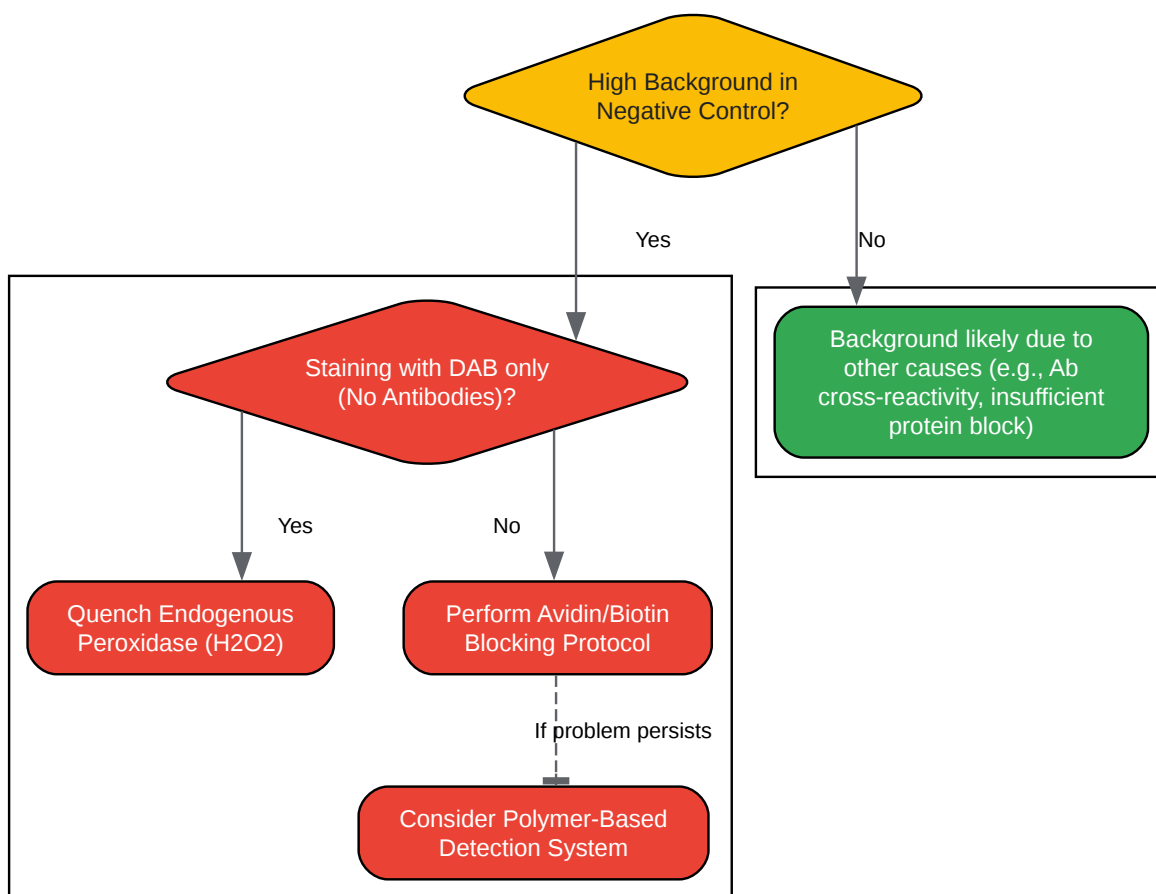 High Background in
Negative Control?
Yes
No
Staining with DAB only
(No Antibodies)?
Background likely due to
other causes (e.g., Ab
cross-reactivity, insufficient
protein block)
Yes
No
Quench Endogenous
Peroxidase (H2O2)
Perform Avidin/Biotin
Blocking Protocol
If problem persists
Consider Polymer-Based
Detection System